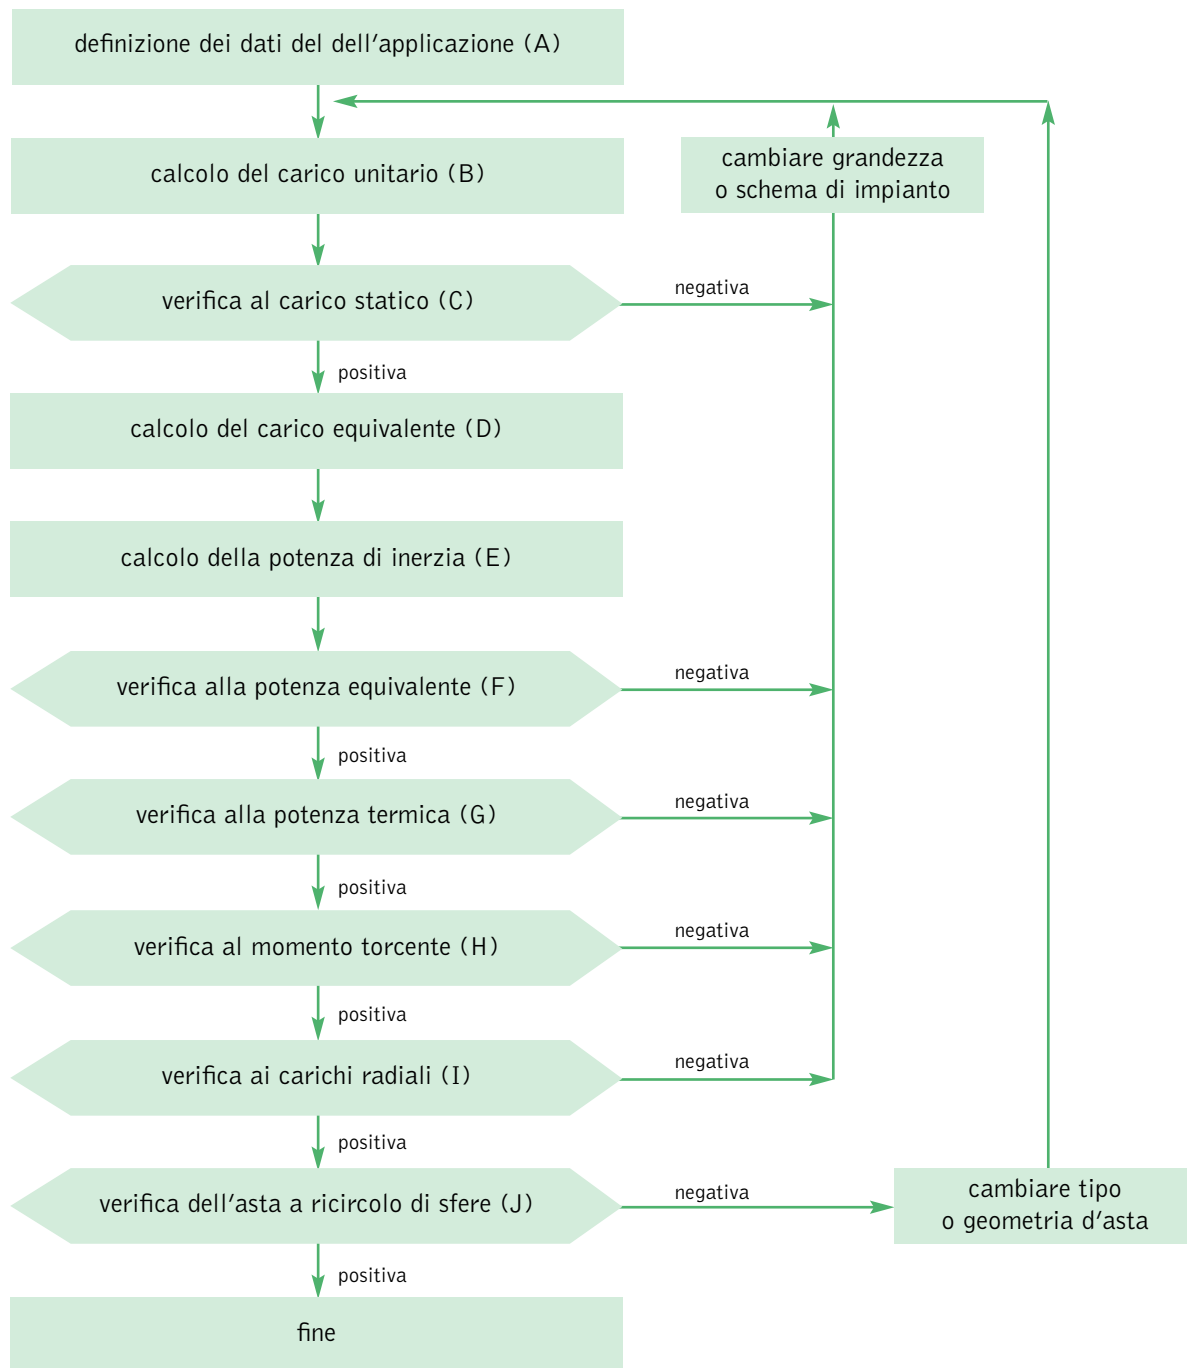 definizione dei dati del dell'applicazione (A)
calcolo del carico unitario (B)
cambiare grandezza
o schema di impianto
verifica al carico statico (C)
negativa
positiva
calcolo del carico equivalente (D)
calcolo della potenza di inerzia (E)
verifica alla potenza equivalente (F)
negativa
positiva
verifica alla potenza termica (G)
negativa
positiva
verifica al momento torcente (H)
negativa
positiva
verifica ai carichi radiali (I)
negativa
positiva
verifica dell'asta a ricircolo di sfere (J)
negativa
cambiare tipo
o geometria d'asta
positiva
fine